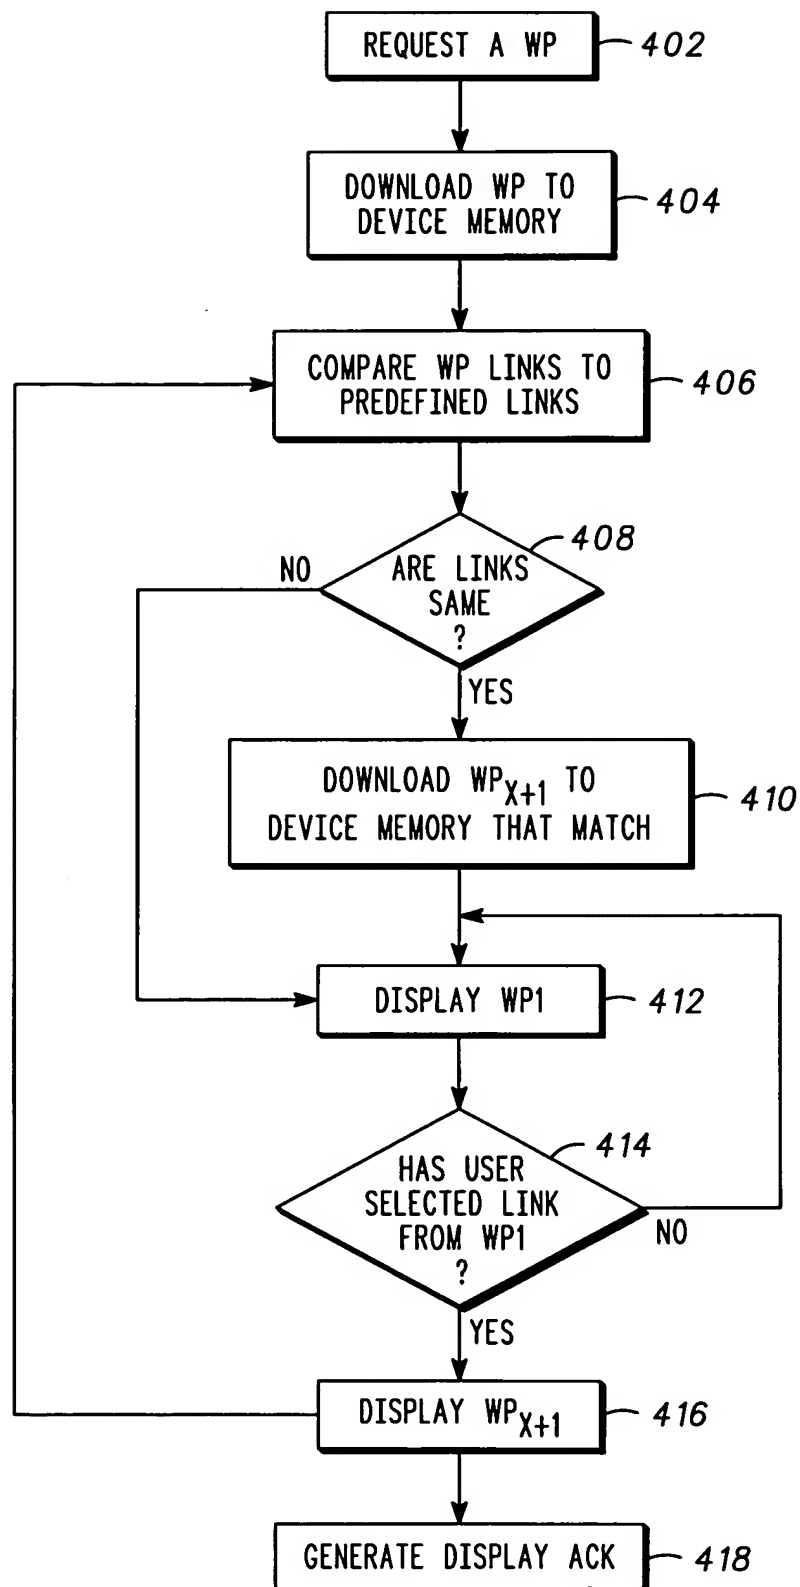 REQUEST A WP
402
DOWNLOAD WP TO
DEVICE MEMORY
404
COMPARE WP LINKS TO
PREDEFINED LINKS
406
408
NO
ARE LINKS
SAME
?
YES
DOWNLOAD WPX+1 TO
DEVICE MEMORY THAT MATCH
410
DISPLAY WP1
412
414
HAS USER
SELECTED LINK
FROM WP1
?
NO
YES
DISPLAY WPX+1
416
GENERATE DISPLAY ACK
418